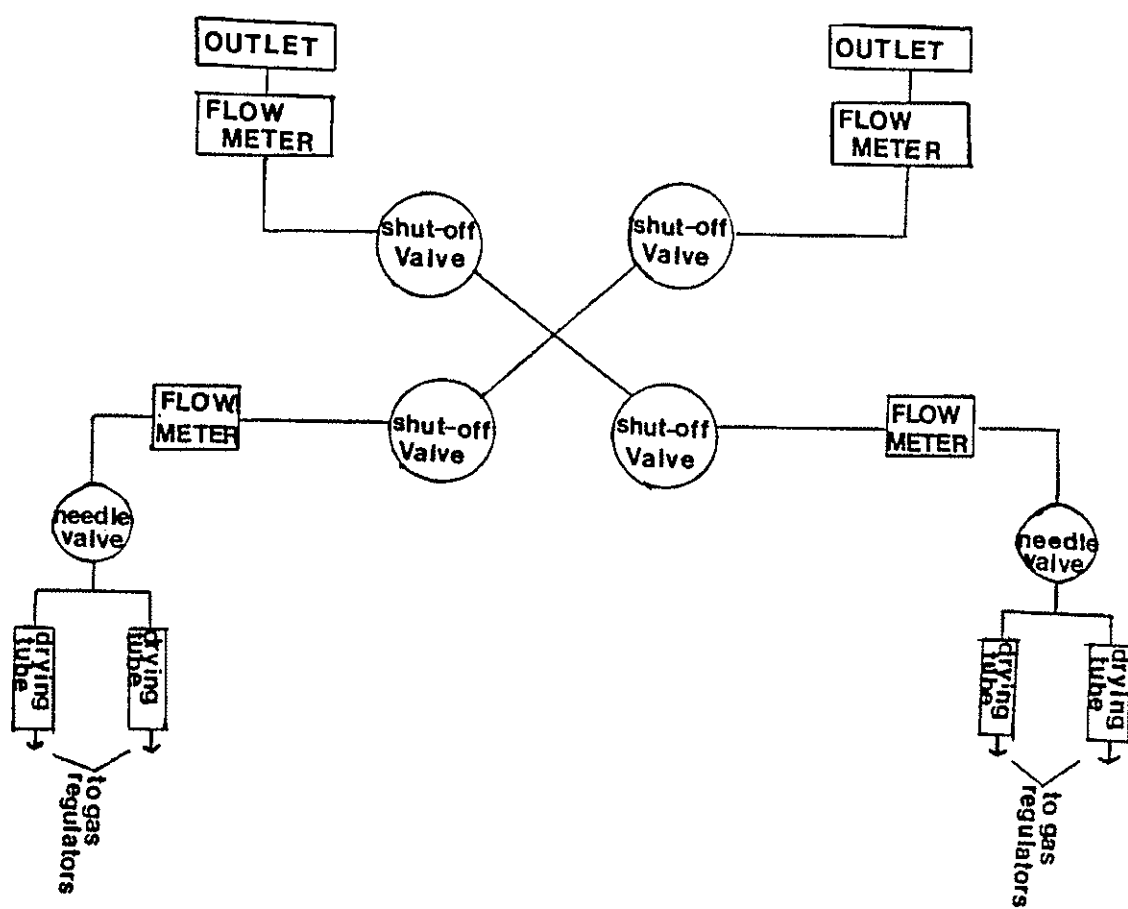 OUTLET
FLOW
METER
OUTLET
FLOW
METER
shut-off
Valve
shut-off
Valve
FLOW
METER
shut-off
Valve
shut-off
Valve
FLOW
METER
needle
valve
needle
valve
drying
tube
drying
tube
drying
tube
drying
tube
to gas
regulators
to gas
regulators